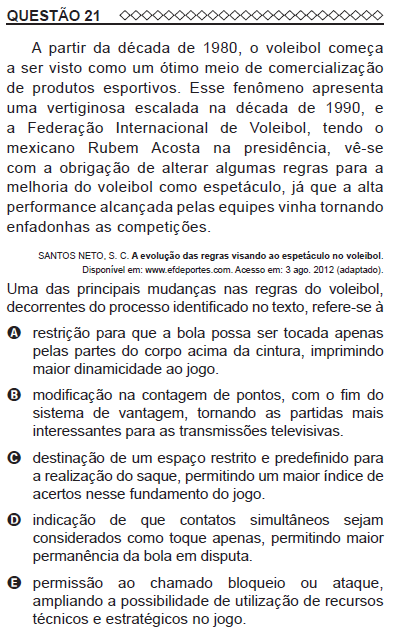 QUESTÃO 21
A partir da década de 1980, o voleibol começa
a ser visto como um ótimo meio de comercialização
de produtos esportivos. Esse fenômeno apresenta
uma vertiginosa escalada na década de 1990, e
a Federação Internacional de Voleibol, tendo o
mexicano Rubem Acosta na presidência, vê-se
com a obrigação de alterar algumas regras para a
melhoria do voleibol como espetáculo, já que a alta
performance alcançada pelas equipes vinha tornando
enfadonhas as competições.
SANTOS NETO, S. C. A evolução das regras visando ao espetáculo no voleibol.
Disponível em: www.efdeportes.com. Acesso em: 3 ago. 2012 (adaptado).
Uma das principais mudanças nas regras do voleibol,
decorrentes do processo identificado no texto, refere-se à
A restrição para que a bola possa ser tocada apenas
pelas partes do corpo acima da cintura, imprimindo
maior dinamicidade ao jogo.
B modificação na contagem de pontos, com o fim do
sistema de vantagem, tornando as partidas mais
interessantes para as transmissões televisivas.
C destinação de um espaço restrito e predefinido para
a realização do saque, permitindo um maior índice de
acertos nesse fundamento do jogo.
D indicação de que contatos simultâneos sejam
considerados como toque apenas, permitindo maior
permanência da bola em disputa.
E permissão ao chamado bloqueio ou ataque,
ampliando a possibilidade de utilização de recursos
técnicos e estratégicos no jogo.